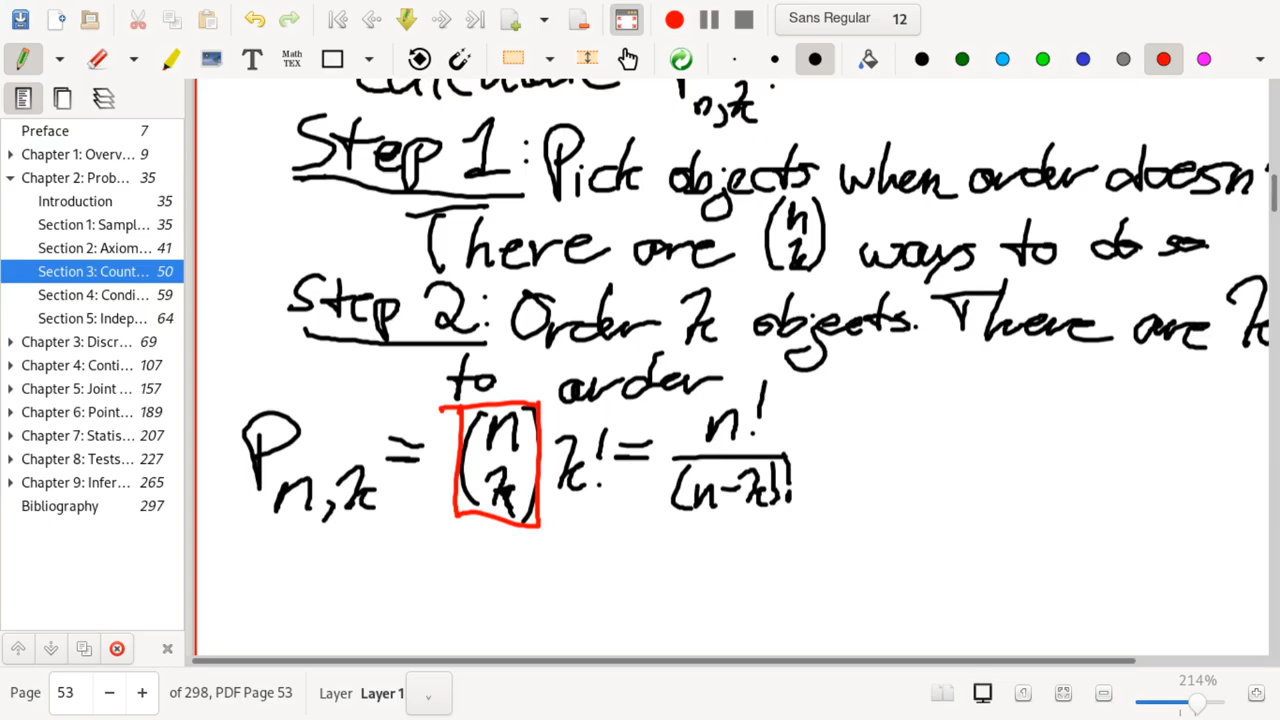 Sans Regular 12
Math
TEX
Preface 7
Chapter 1: Overv... 9
Chapter 2: Prob... 35
Introduction 35
Section 1: Sampl... 35
Section 2: Axiom... 41
Section 3: Count... 50
Section 4: Condi... 59
Section 5: Indep... 64
Chapter 3: Discr... 69
Chapter 4: Conti... 107
Chapter 5: Joint ... 157
Chapter 6: Point... 189
Chapter 7: Statis... 207
Chapter 8: Tests... 227
Chapter 9: Infer... 265
Bibliography 297
P n,k .
Step 1: Pick objects when order doesn'
There are (n k) ways to do so
Step 2: Order k objects. There are k
to order
P n,k = (n k) k! = n! / (n-k)!
Page 53 of 298, PDF Page 53 Layer Layer 1 214%